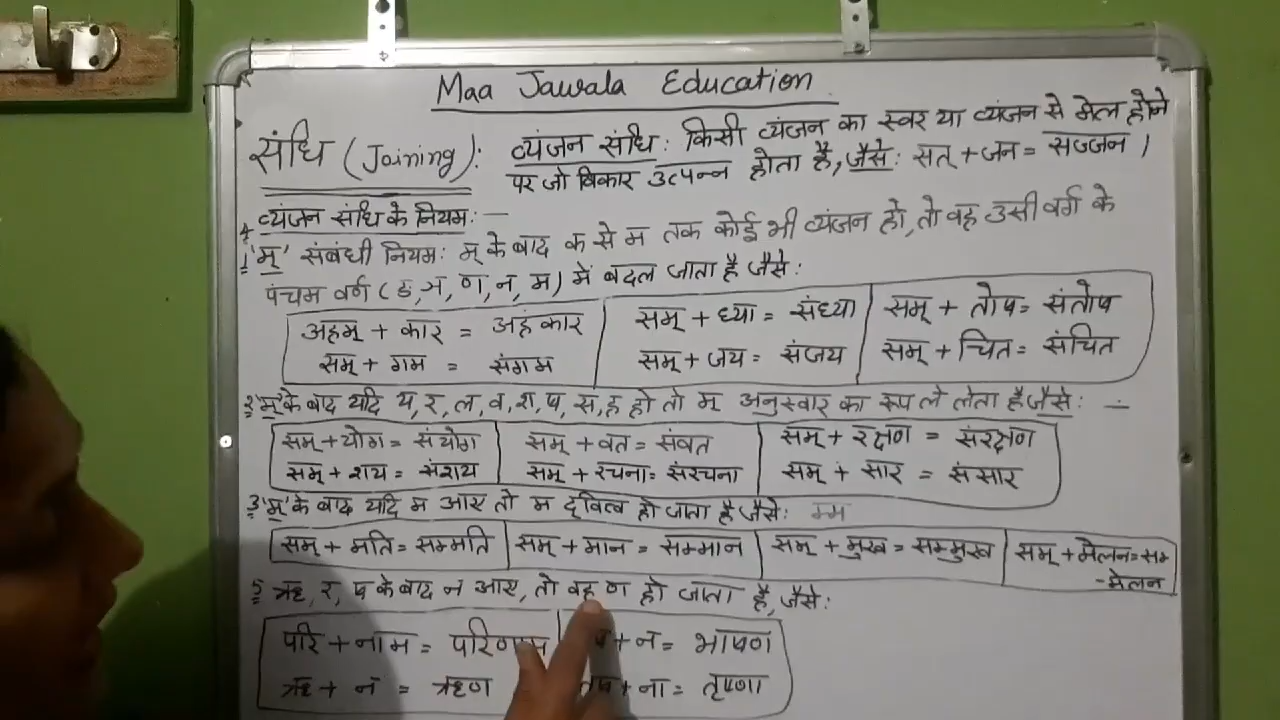 Maa Jawala Education
संधि (Joining): व्यंजन संधि: किसी व्यंजन का स्वर या व्यंजन से मेल होने
पर जो विकार उत्पन्न होता है, जैसे: सत् + जन = सज्जन ।
व्यंजन संधि के नियम: —
4
1 'म्' संबंधी नियम: म् के बाद क से म तक कोई भी व्यंजन हो, तो वह उसी वर्ग के
पंचम वर्ण (ङ, ञ, ण, न, म) में बदल जाता है जैसे:
अहम् + कार = अहंकार
सम् + गम = संगम
सम् + ध्या = संध्या
सम् + जय = संजय
सम् + तोष = संतोष
सम् + चित = संचित
2 'म्' के बाद यदि य, र, ल, व, श, ष, स, ह हो तो म् अनुस्वार का रूप ले लेता है जैसे: —
सम् + योग = संयोग
सम् + शय = संशय
सम् + वत = संवत
सम् + रचना = संरचना
सम् + रक्षण = संरक्षण
सम् + सार = संसार
3 'म्' के बाद यदि म आए तो म द्वित्व हो जाता है जैसे: म्म
सम् + मति = सम्मति
सम् + मान = सम्मान
सम् + मुख = सम्मुख
सम् + मेलन = सम
- मेलन
5 ऋ, र, ष के बाद न आए, तो वह ण हो जाता है, जैसे:
परि + नाम = + न = भाषण
ऋ + न = ऋण + ना = तृष्णा